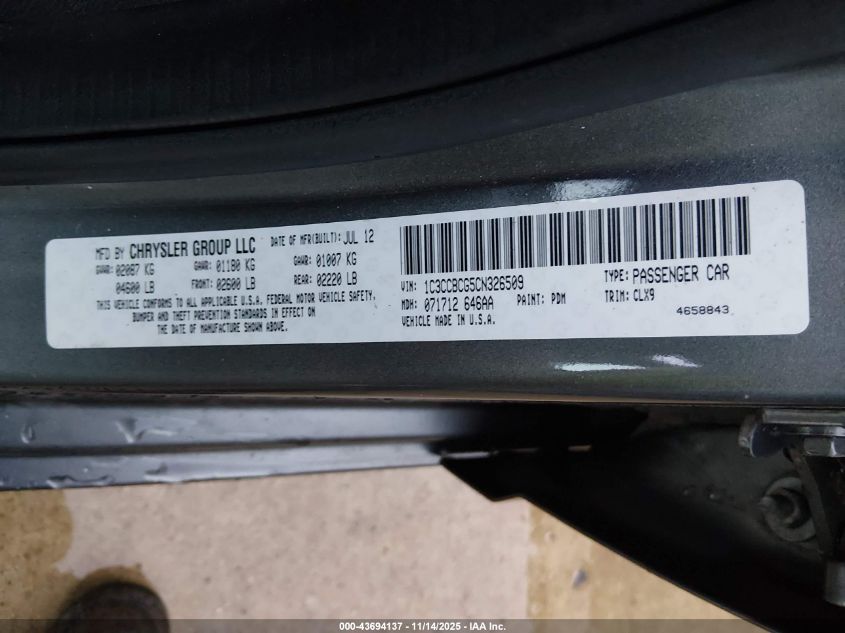 MFD BY CHRYSLER GROUP LLC DATE OF MFR(BUILT): JUL 12
GVWR: 02087 KG GAWR: 01180 KG GAWR: 01007 KG
04600 LB FRONT: 02600 LB REAR: 02220 LB
THIS VEHICLE CONFORMS TO ALL APPLICABLE U.S.A. FEDERAL MOTOR VEHICLE SAFETY,
BUMPER AND THEFT PREVENTION STANDARDS IN EFFECT ON
THE DATE OF MANUFACTURE SHOWN ABOVE.
VIN: 1C3CCBCG5CN326509 TYPE: PASSENGER CAR
MDH: 071712 646AA PAINT: PDM TRIM: CLX9
VEHICLE MADE IN U.S.A. 4658843
000-43694137 - 11/14/2025 - IAA Inc.